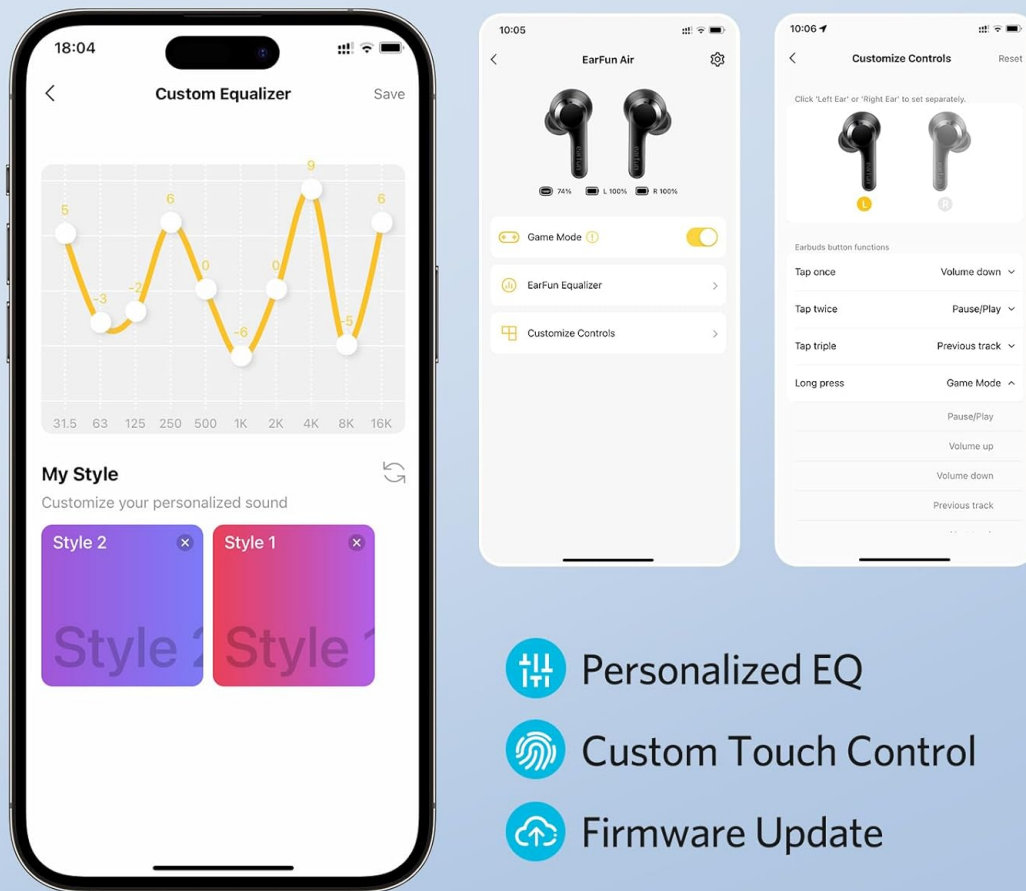 18:04
Custom Equalizer
Save
5 -3 -2 6 0 -6 0 9 -5 6
31.5 63 125 250 500 1K 2K 4K 8K 16K
My Style
Customize your personalized sound
Style 2
Style 2
Style 1
Style 1
10:05
EarFun Air
earfun
earfun
74% L 100% R 100%
Game Mode
EarFun Equalizer
Customize Controls
10:06
Customize Controls
Reset
Click 'Left Ear' or 'Right Ear' to set separately.
earfun
earfun
L R
Earbuds button functions
Tap once Volume down
Tap twice Pause/Play
Tap triple Previous track
Long press Game Mode
Pause/Play
Volume up
Volume down
Previous track
Personalized EQ
Custom Touch Control
Firmware Update